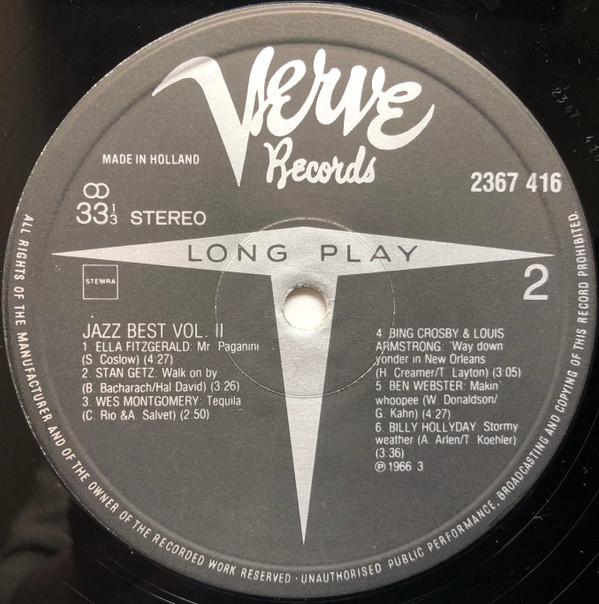 Verve
Records
MADE IN HOLLAND
2367 416
33 1/3 STEREO
LONG PLAY
STEMRA
2
JAZZ BEST VOL. II
1 ELLA FITZGERALD: Mr Paganini
(S Coslow) (4:27)
2. STAN GETZ: Walk on by
(B. Bacharach/Hal David) (3:26)
3. WES MONTGOMERY: Tequila
(C. Rio &A. Salvet) (2:50)
4 BING CROSBY & LOUIS
ARMSTRONG: 'Way down
yonder in New Orleans
(H. Creamer/T. Layton) (3:05)
5. BEN WEBSTER: Makin'
whoopee (W. Donaldson/
G. Kahn) (4:27)
6. BILLY HOLLYDAY: Stormy
weather (A. Arlen/T. Koehler)
(3:36)
℗1966 3
ALL RIGHTS OF THE MANUFACTURER AND OF THE OWNER OF THE RECORDED WORK RESERVED · UNAUTHORISED PUBLIC PERFORMANCE, BROADCASTING AND COPYING OF THIS RECORD PROHIBITED.